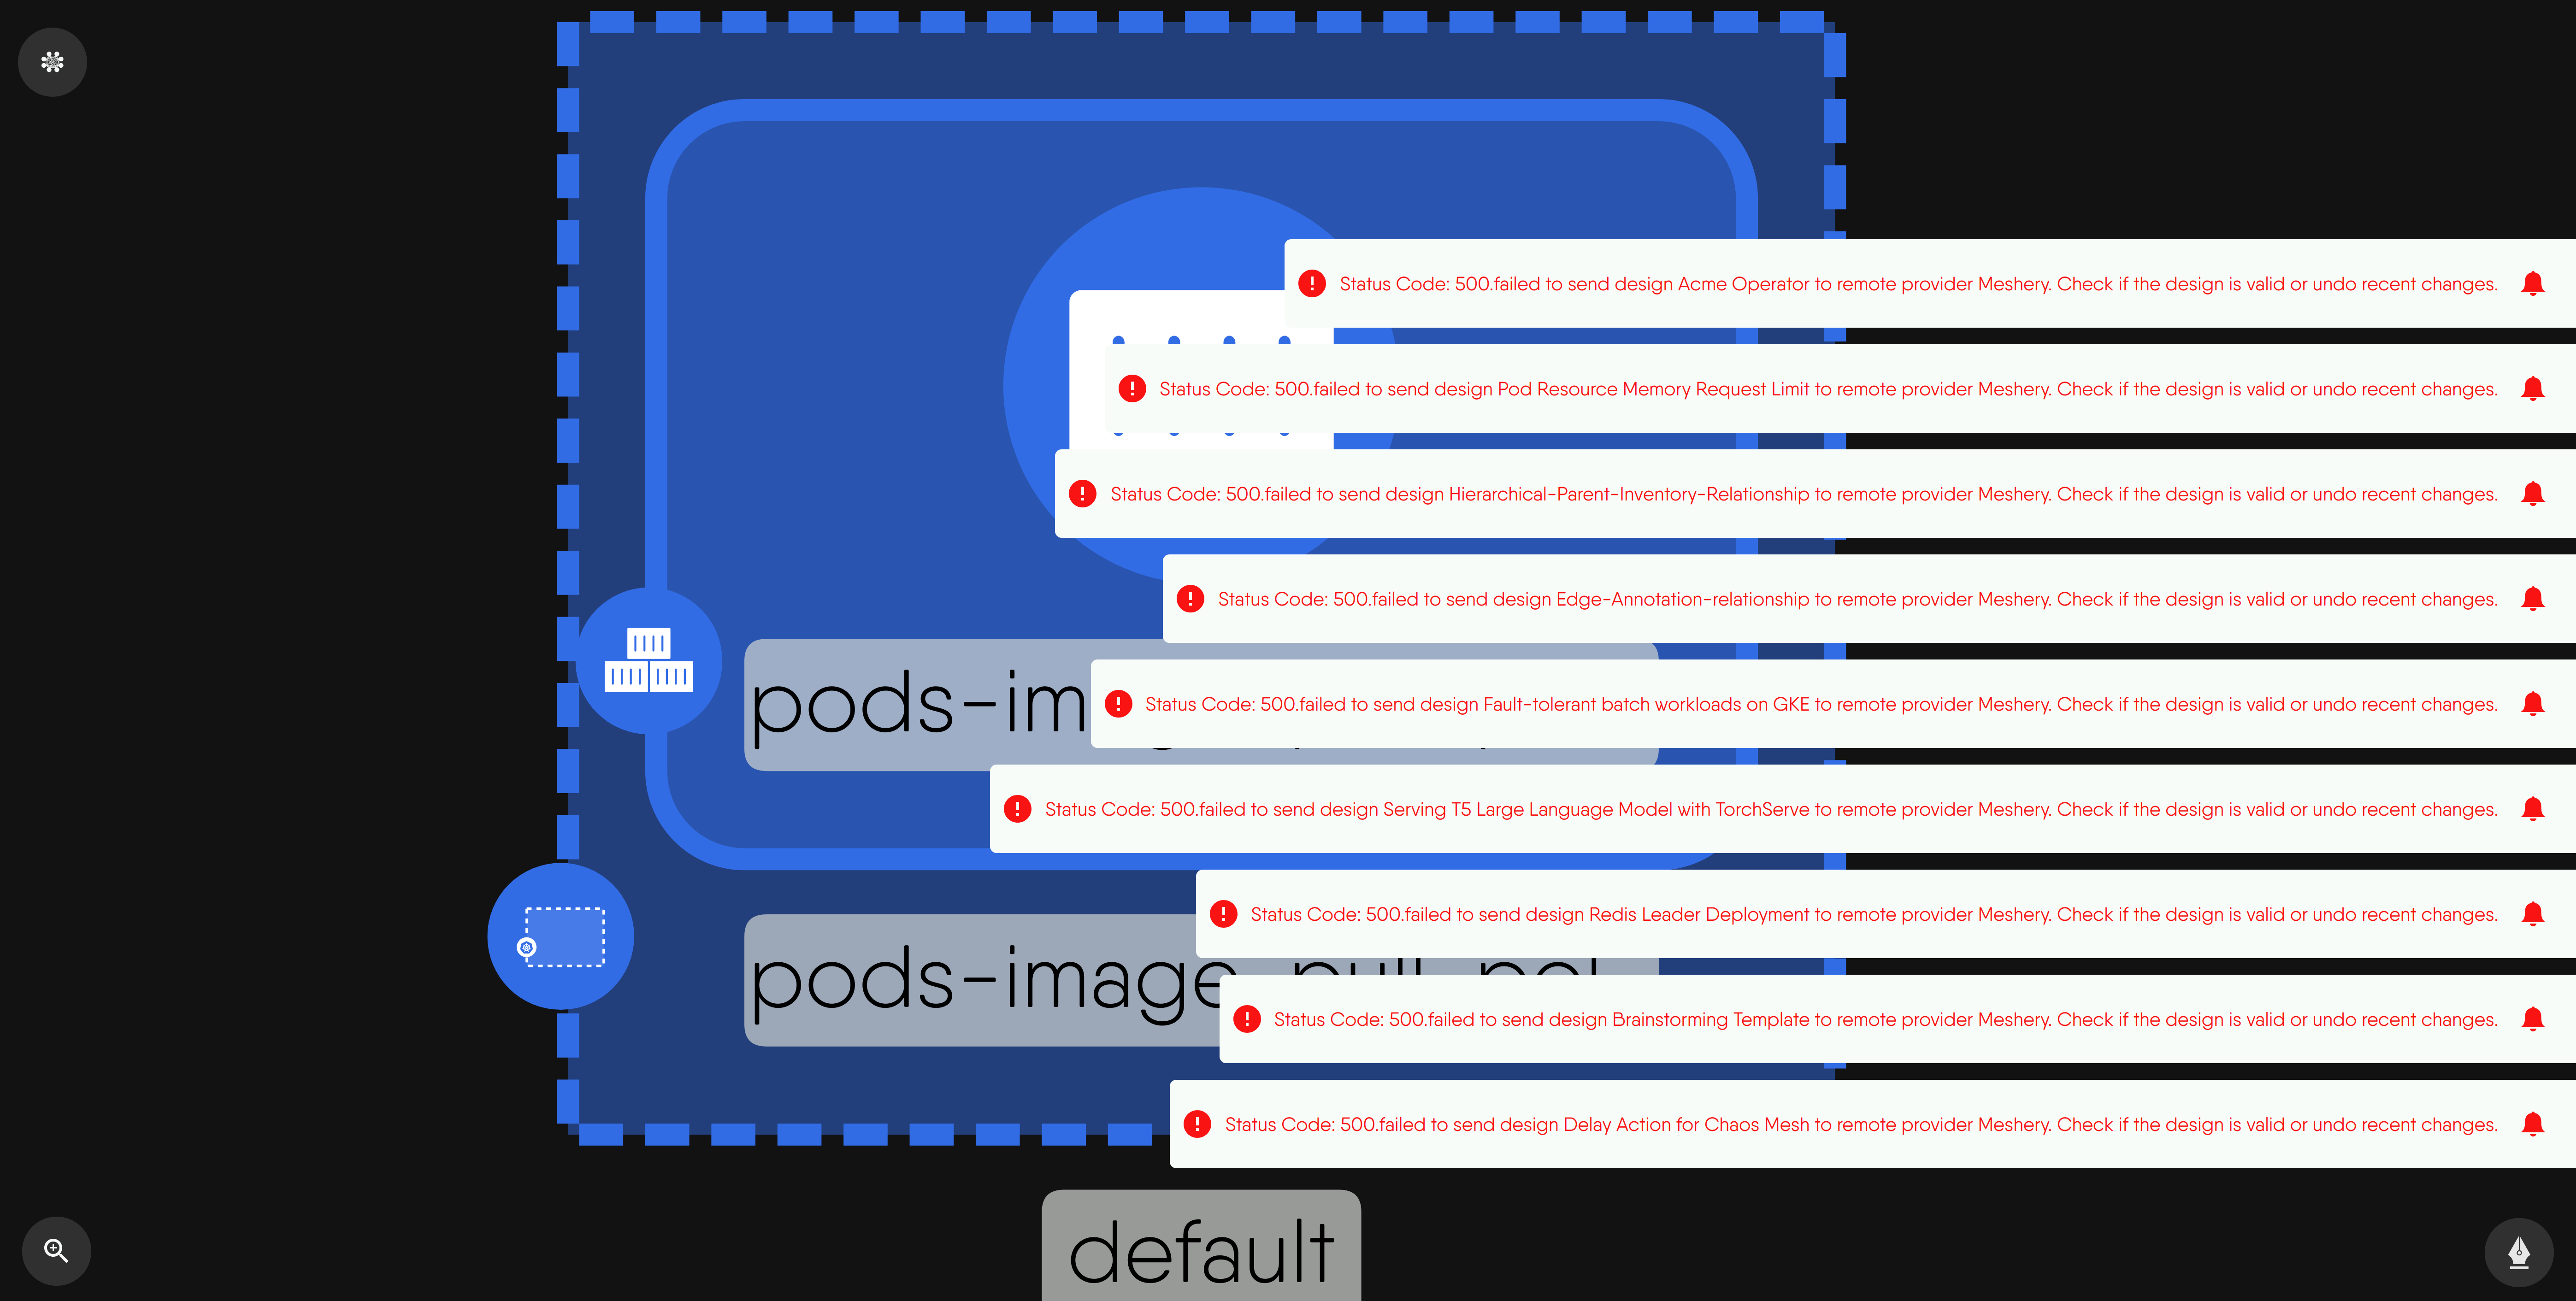 Status Code: 500.failed to send design Acme Operator to remote provider Meshery. Check if the design is valid or undo recent changes.
Status Code: 500.failed to send design Pod Resource Memory Request Limit to remote provider Meshery. Check if the design is valid or undo recent changes.
Status Code: 500.failed to send design Hierarchical-Parent-Inventory-Relationship to remote provider Meshery. Check if the design is valid or undo recent changes.
Status Code: 500.failed to send design Edge-Annotation-relationship to remote provider Meshery. Check if the design is valid or undo recent changes.
pods-im
Status Code: 500.failed to send design Fault-tolerant batch workloads on GKE to remote provider Meshery. Check if the design is valid or undo recent changes.
Status Code: 500.failed to send design Serving T5 Large Language Model with TorchServe to remote provider Meshery. Check if the design is valid or undo recent changes.
Status Code: 500.failed to send design Redis Leader Deployment to remote provider Meshery. Check if the design is valid or undo recent changes.
pods-image
Status Code: 500.failed to send design Brainstorming Template to remote provider Meshery. Check if the design is valid or undo recent changes.
Status Code: 500.failed to send design Delay Action for Chaos Mesh to remote provider Meshery. Check if the design is valid or undo recent changes.
default